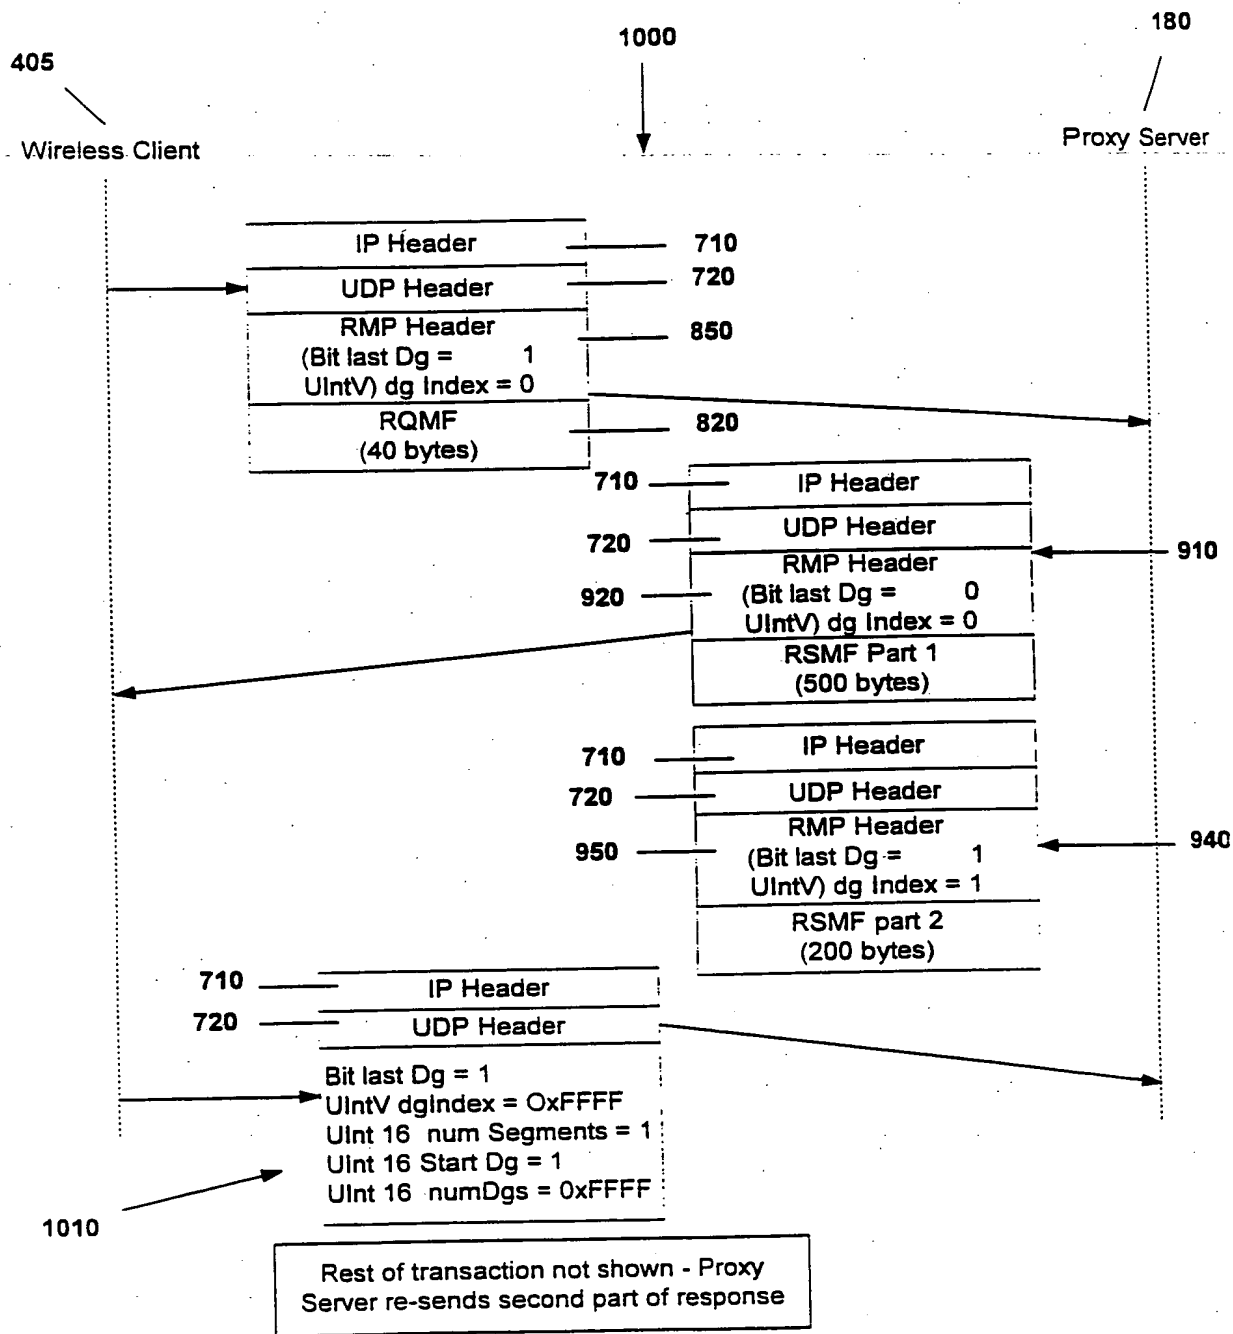 180
1000
405
Wireless Client
Proxy Server
IP Header
710
UDP Header
720
RMP Header
850
(Bit last Dg = 1
UIntV) dg Index = 0
RQMF
820
(40 bytes)
710
IP Header
UDP Header
720
RMP Header
910
920
(Bit last Dg = 0
UIntV) dg Index = 0
RSMF Part 1
(500 bytes)
710
IP Header
720
UDP Header
RMP Header
950
940
(Bit last Dg = 1
UIntV) dg Index = 1
RSMF part 2
(200 bytes)
710
IP Header
720
UDP Header
Bit last Dg = 1
UIntV dgIndex = OxFFFF
UInt 16 num Segments = 1
UInt 16 Start Dg = 1
UInt 16 numDgs = 0xFFFF
1010
Rest of transaction not shown - Proxy
Server re-sends second part of response